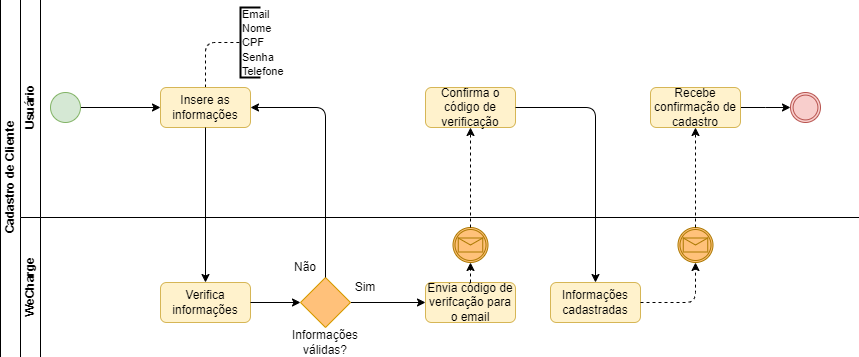 Cadastro de Cliente
Usuário
WeCharge
Email
Nome
CPF
Senha
Telefone
Insere as
informações
Confirma o
código de
verificação
Recebe
confirmação de
cadastro
Verifica
informações
Não
Sim
Informações
válidas?
Envia código de
verifcação para
o email
Informações
cadastradas